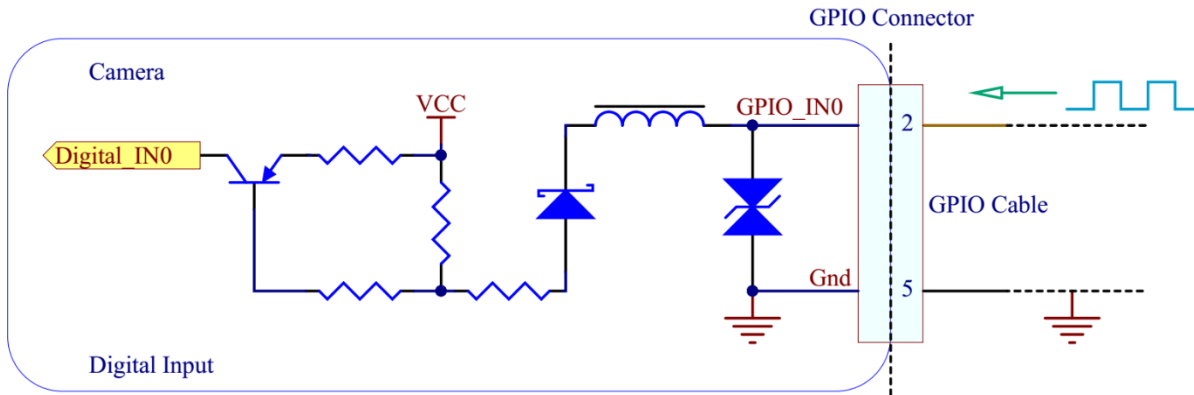 GPIO Connector
Camera
VCC
GPIO_IN0
2
Digital_IN0
GPIO Cable
Gnd
5
Digital Input